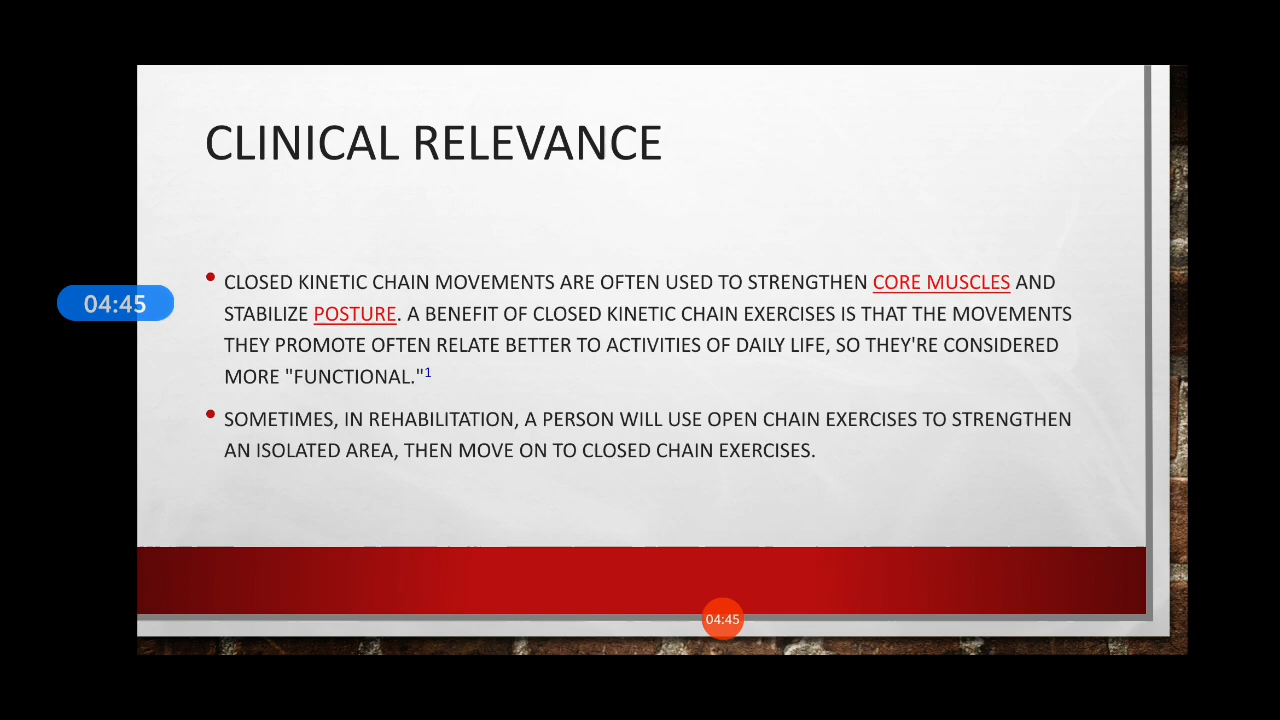 CLINICAL RELEVANCE
CLOSED KINETIC CHAIN MOVEMENTS ARE OFTEN USED TO STRENGTHEN CORE MUSCLES AND
STABILIZE POSTURE. A BENEFIT OF CLOSED KINETIC CHAIN EXERCISES IS THAT THE MOVEMENTS
THEY PROMOTE OFTEN RELATE BETTER TO ACTIVITIES OF DAILY LIFE, SO THEY'RE CONSIDERED
MORE "FUNCTIONAL."1
SOMETIMES, IN REHABILITATION, A PERSON WILL USE OPEN CHAIN EXERCISES TO STRENGTHEN
AN ISOLATED AREA, THEN MOVE ON TO CLOSED CHAIN EXERCISES.
04:45
04:45